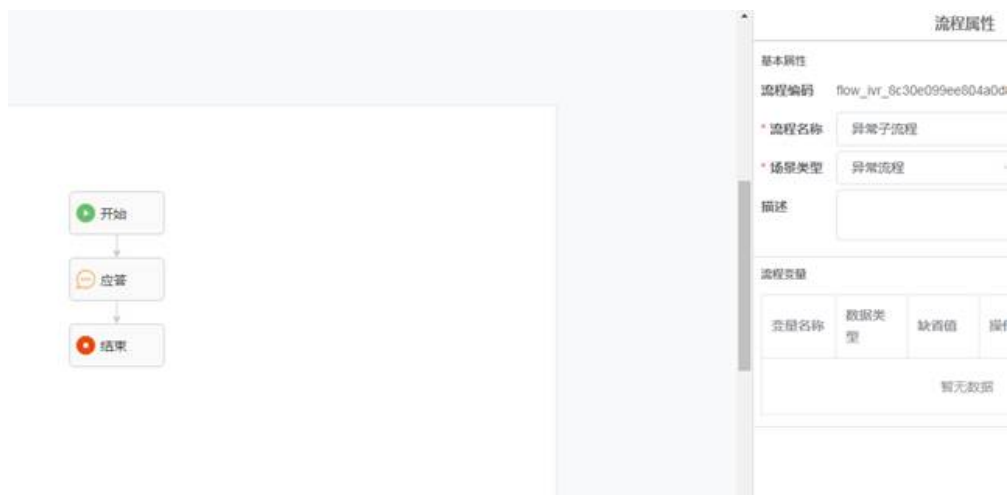 流程属性
基本属性
流程编码 flow_ivr_8c30e099ee804a0d
* 流程名称 异常子流程
* 场景类型 异常流程
描述
开始
应答
结束
流程变量
变量名称 数据类型 缺省值 操作
暂无数据